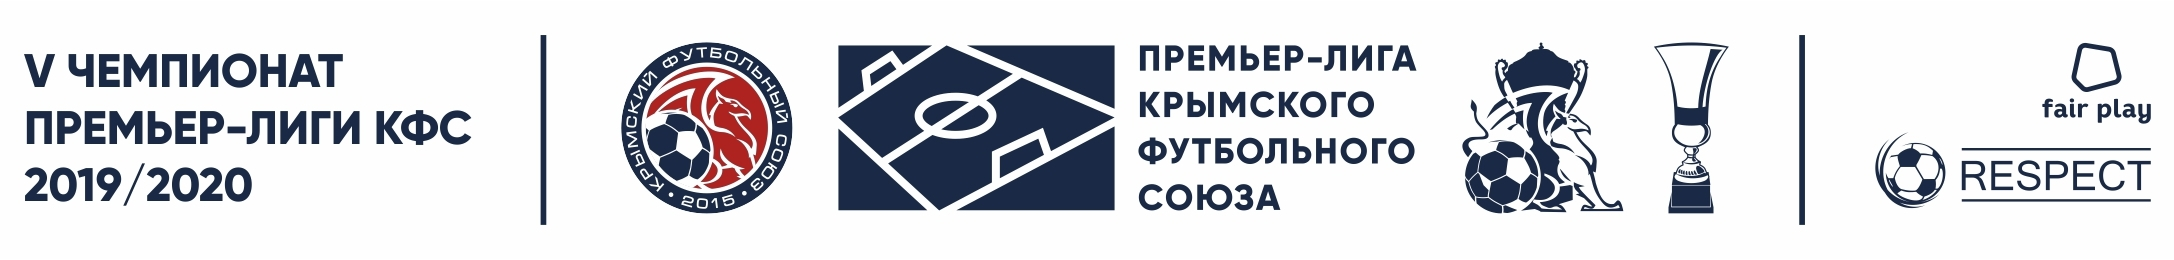 V ЧЕМПИОНАТ
ПРЕМЬЕР-ЛИГИ КФС
2019/2020
КРЫМСКИЙ ФУТБОЛЬНЫЙ СОЮЗ
• 2015 •
ПРЕМЬЕР-ЛИГА
КРЫМСКОГО
ФУТБОЛЬНОГО
СОЮЗА
fair play
RESPECT